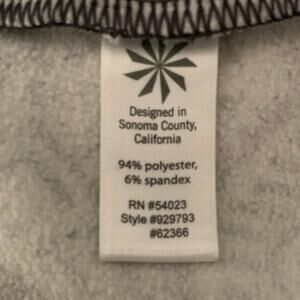 Designed in
Sonoma County,
California
94% polyester,
6% spandex
RN #54023
Style #929793
#62366